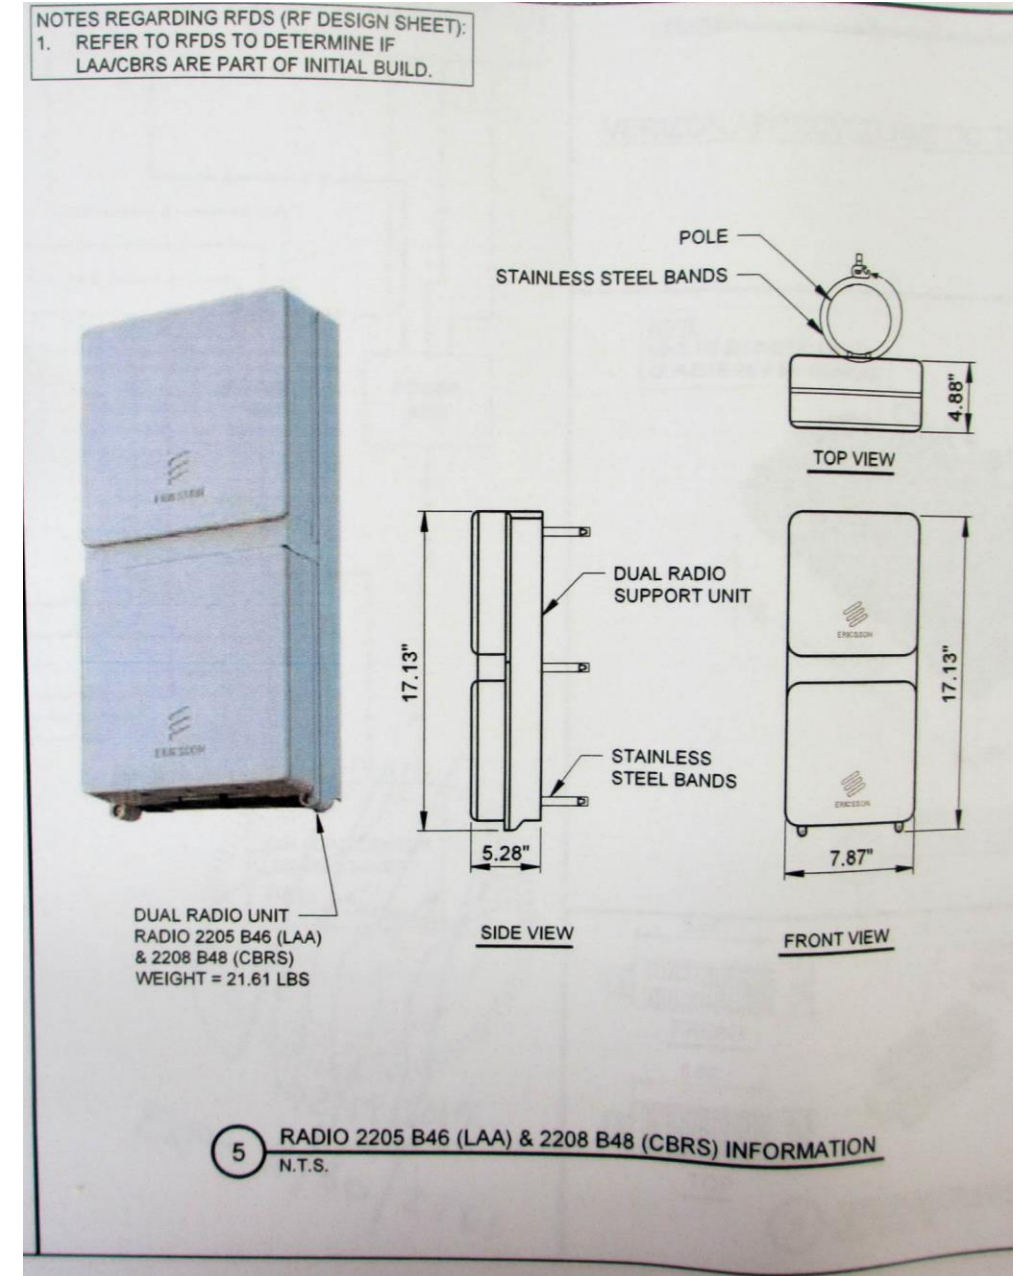 NOTES REGARDING RFDS (RF DESIGN SHEET):
1. REFER TO RFDS TO DETERMINE IF
LAA/CBRS ARE PART OF INITIAL BUILD.
POLE
STAINLESS STEEL BANDS
4.88"
TOP VIEW
ERICSSON
ERICSSON
DUAL RADIO UNIT
RADIO 2205 B46 (LAA)
& 2208 B48 (CBRS)
WEIGHT = 21.61 LBS
17.13"
DUAL RADIO
SUPPORT UNIT
STAINLESS
STEEL BANDS
5.28"
SIDE VIEW
ERICSSON
17.13"
ERICSSON
7.87"
FRONT VIEW
5
RADIO 2205 B46 (LAA) & 2208 B48 (CBRS) INFORMATION
N.T.S.